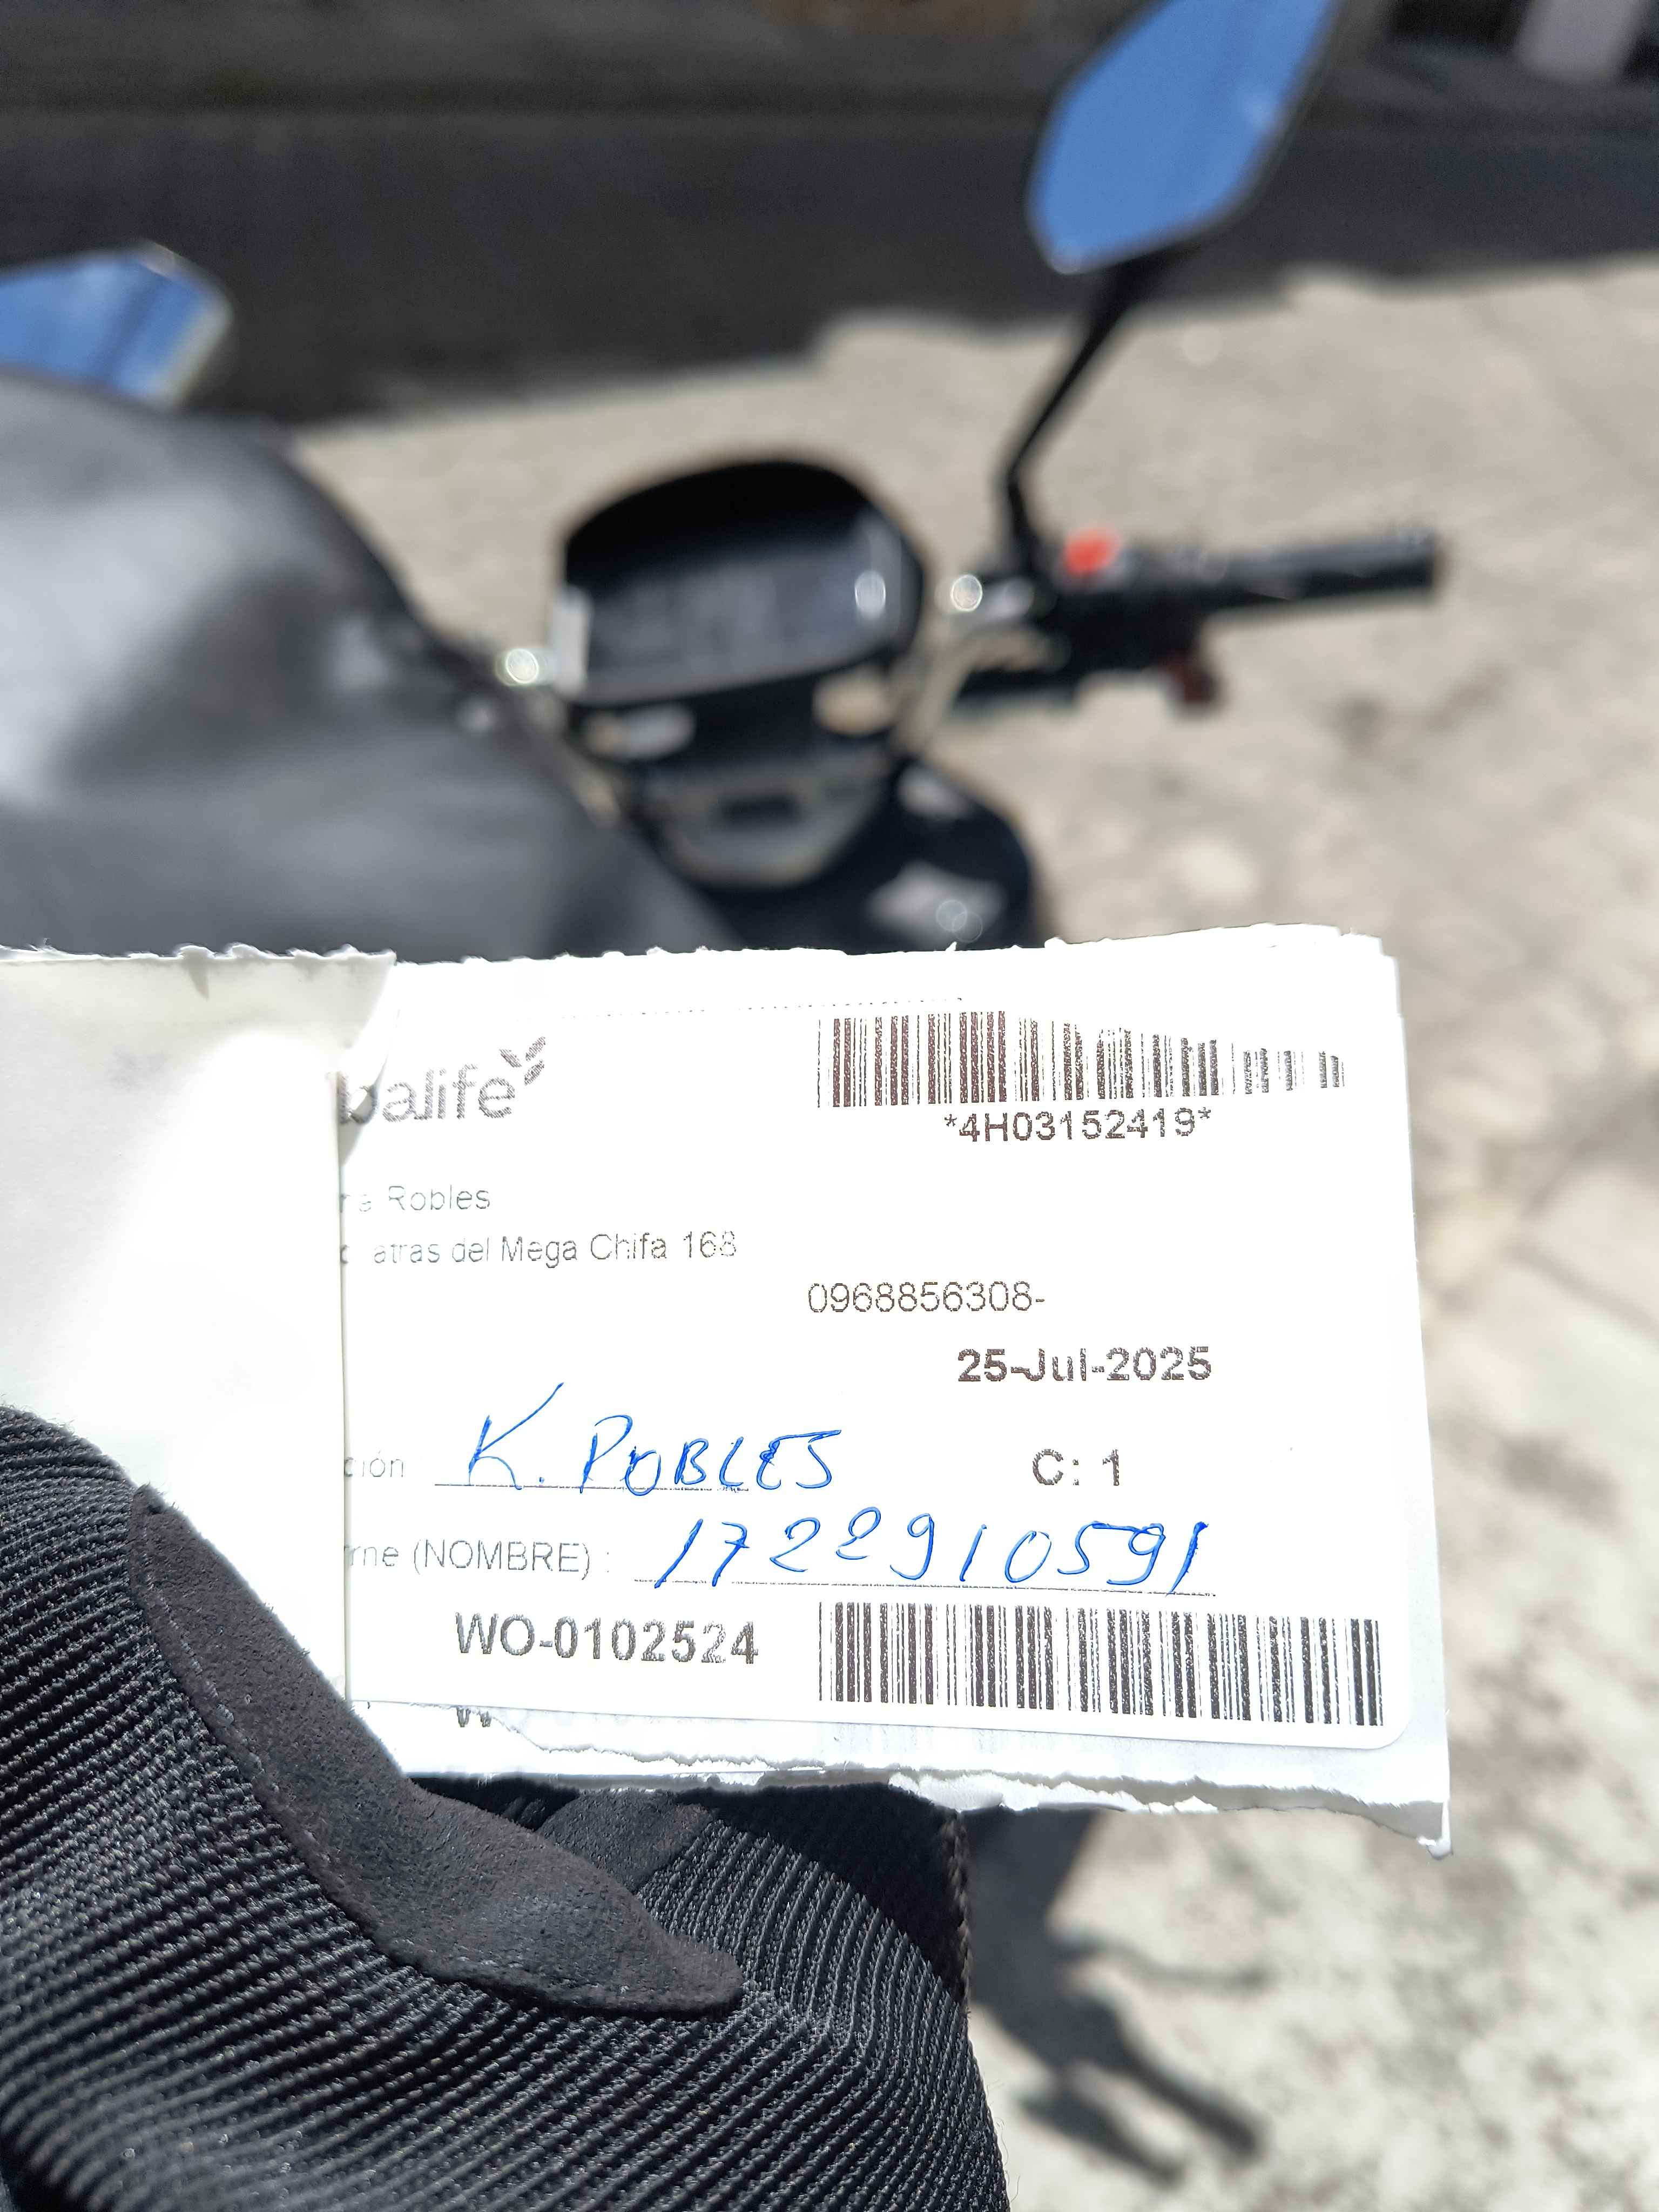 balife
*4H03152419*
Robles
atras del Mega Chifa 168
0968856308-
25-Jul-2025
ción K. ROBLES C: 1
me (NOMBRE) : 1722910591
WO-0102524